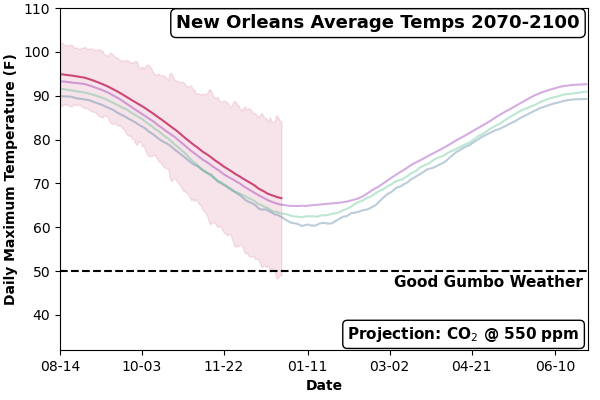 New Orleans Average Temps 2070-2100
Daily Maximum Temperature (F)
110
100
90
80
70
60
50
40
Good Gumbo Weather
Projection: CO₂ @ 550 ppm
08-14 10-03 11-22 01-11 03-02 04-21 06-10
Date